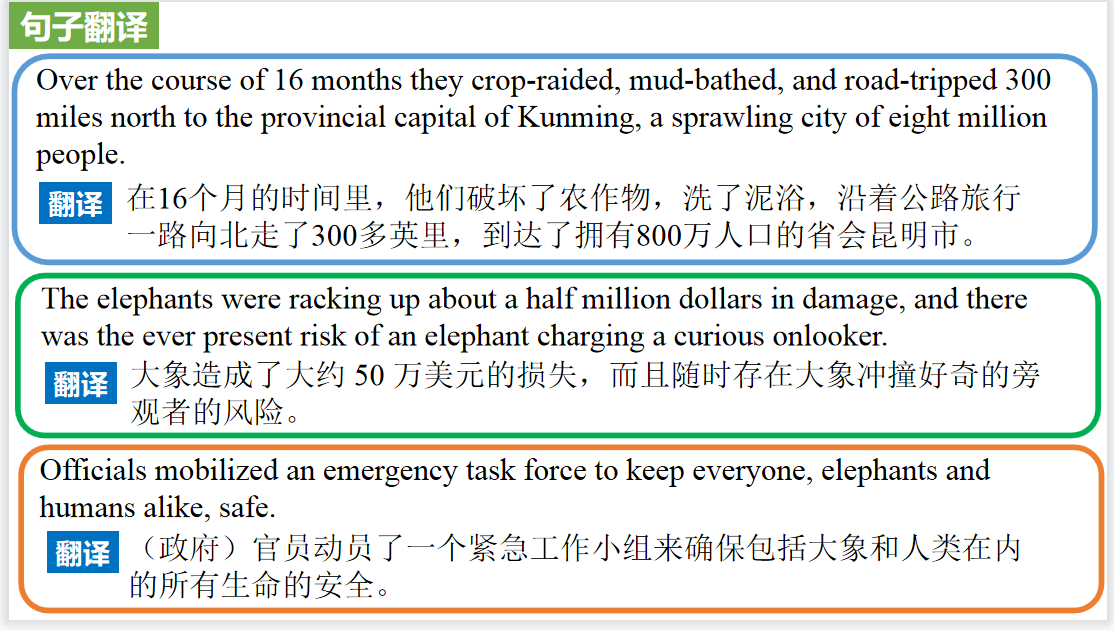 句子翻译
Over the course of 16 months they crop-raided, mud-bathed, and road-tripped 300
miles north to the provincial capital of Kunming, a sprawling city of eight million
people.
翻译 在16个月的时间里，他们破坏了农作物，洗了泥浴，沿着公路旅行
一路向北走了300多英里，到达了拥有800万人口的省会昆明市。
The elephants were racking up about a half million dollars in damage, and there
was the ever present risk of an elephant charging a curious onlooker.
翻译 大象造成了大约 50 万美元的损失，而且随时存在大象冲撞好奇的旁
观者的风险。
Officials mobilized an emergency task force to keep everyone, elephants and
humans alike, safe.
翻译 （政府）官员动员了一个紧急工作小组来确保包括大象和人类在内
的所有生命的安全。